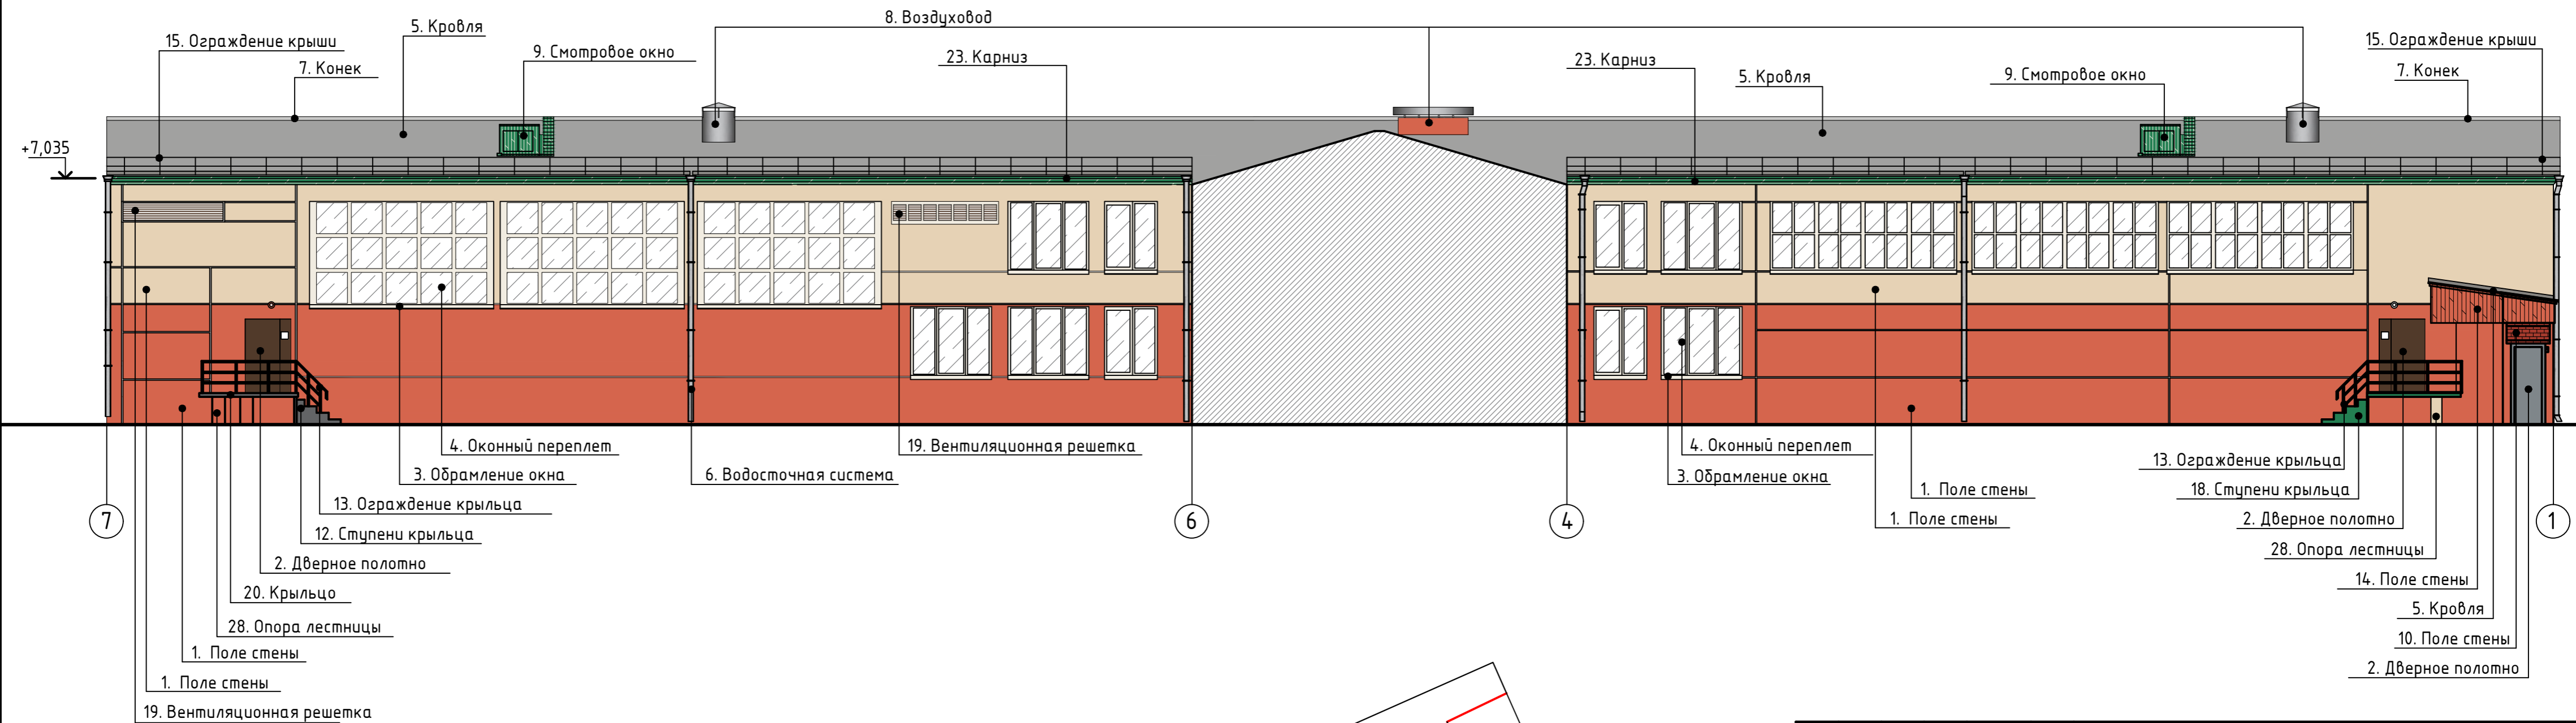 8. Воздуховод
5. Кровля
15. Ограждение крыши
9. Смотровое окно
23. Карниз
7. Конек
15. Ограждение крыши
23. Карниз
5. Кровля
9. Смотровое окно
7. Конек
+7,035
4. Оконный переплет
19. Вентиляционная решетка
4. Оконный переплет
13. Ограждение крыльца
3. Обрамление окна
6. Водосточная система
3. Обрамление окна
1. Поле стены
18. Ступени крыльца
13. Ограждение крыльца
7
6
4
1. Поле стены
2. Дверное полотно
1
12. Ступени крыльца
28. Опора лестницы
2. Дверное полотно
14. Поле стены
20. Крыльцо
5. Кровля
28. Опора лестницы
10. Поле стены
1. Поле стены
2. Дверное полотно
1. Поле стены
19. Вентиляционная решетка